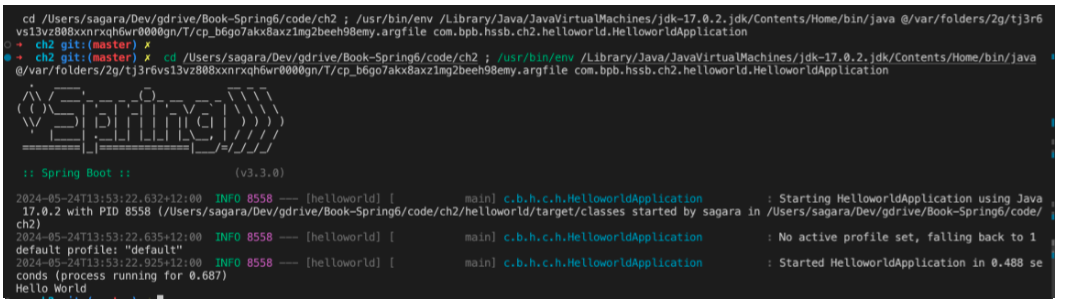 cd /Users/sagara/Dev/gdrive/Book-Spring6/code/ch2 ; /usr/bin/env /Library/Java/JavaVirtualMachines/jdk-17.0.2.jdk/Contents/Home/bin/java @/var/folders/2g/tj3r6
vs13vz808xxnrxqh6wr0000gn/T/cp_b6go7akx8axz1mg2beeh98emy.argfile com.bpb.hssb.ch2.helloworld.HelloworldApplication
→ ch2 git:(master) ✗
→ ch2 git:(master) ✗ cd /Users/sagara/Dev/gdrive/Book-Spring6/code/ch2 ; /usr/bin/env /Library/Java/JavaVirtualMachines/jdk-17.0.2.jdk/Contents/Home/bin/java
@/var/folders/2g/tj3r6vs13vz808xxnrxqh6wr0000gn/T/cp_b6go7akx8axz1mg2beeh98emy.argfile com.bpb.hssb.ch2.helloworld.HelloworldApplication
Spring
:: Spring Boot :: (v3.3.0)
2024-05-24T13:53:22.632+12:00 INFO 8558 --- [helloworld] [ main] c.b.h.c.h.HelloworldApplication : Starting HelloworldApplication using Java
17.0.2 with PID 8558 (/Users/sagara/Dev/gdrive/Book-Spring6/code/ch2/helloworld/target/classes started by sagara in /Users/sagara/Dev/gdrive/Book-Spring6/code/
ch2)
2024-05-24T13:53:22.635+12:00 INFO 8558 --- [helloworld] [ main] c.b.h.c.h.HelloworldApplication : No active profile set, falling back to 1
default profile: "default"
2024-05-24T13:53:22.925+12:00 INFO 8558 --- [helloworld] [ main] c.b.h.c.h.HelloworldApplication : Started HelloworldApplication in 0.488 se
conds (process running for 0.687)
Hello World